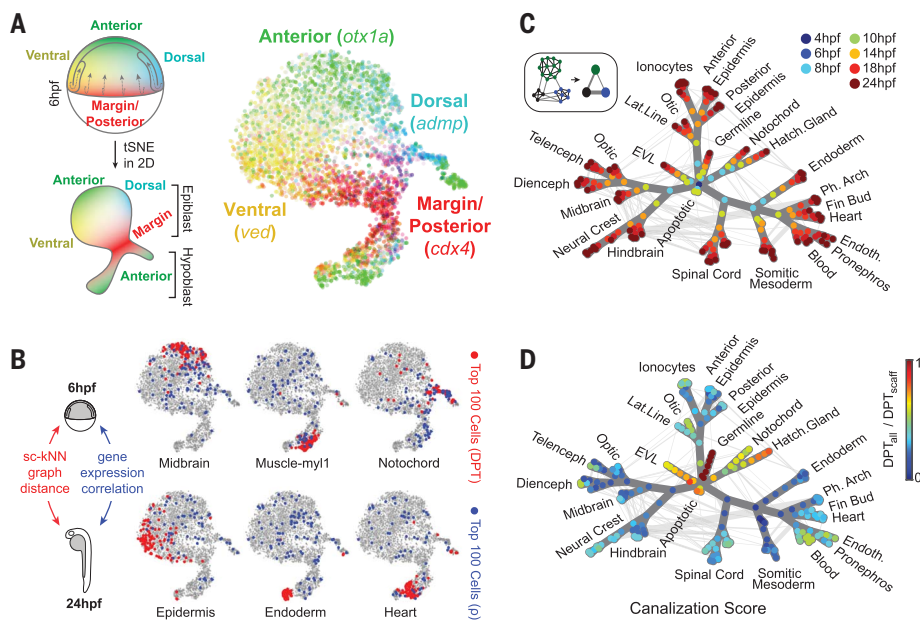 A
Anterior
Ventral
Dorsal
6hpf
Margin/
Posterior
tSNE
in 2D
Anterior
Dorsal
Margin
Ventral
Anterior
Epiblast
Hypoblast
Anterior (otx1a)
Dorsal
(admp)
Ventral
(ved)
Margin/
Posterior
(cdx4)
B
6hpf
sc-kNN
graph
distance
gene
expression
correlation
24hpf
Midbrain
Muscle-myl1
Notochord
Epidermis
Endoderm
Heart
Top 100 Cells (DPT)
Top 100 Cells (ρ)
C
4hpf
6hpf
8hpf
10hpf
14hpf
18hpf
24hpf
Ionocytes
Anterior
Epidermis
Posterior
Epidermis
Otic
Lat.Line
Germline
Notochord
Hatch.Gland
EVL
Optic
Telenceph
Dienceph
Midbrain
Neural Crest
Hindbrain
Apoptotic
Spinal Cord
Somitic
Mesoderm
Endoderm
Ph. Arch
Fin Bud
Heart
Endoth.
Pronephros
Blood
D
Ionocytes
Anterior
Epidermis
Posterior
Epidermis
Otic
Lat.Line
Germline
Notochord
Hatch.Gland
EVL
Optic
Telenceph
Dienceph
Midbrain
Neural Crest
Hindbrain
Apoptotic
Spinal Cord
Somitic
Mesoderm
Endoderm
Ph. Arch
Fin Bud
Heart
Endoth.
Pronephros
Blood
1
0
DPTall / DPTscaff
Canalization Score